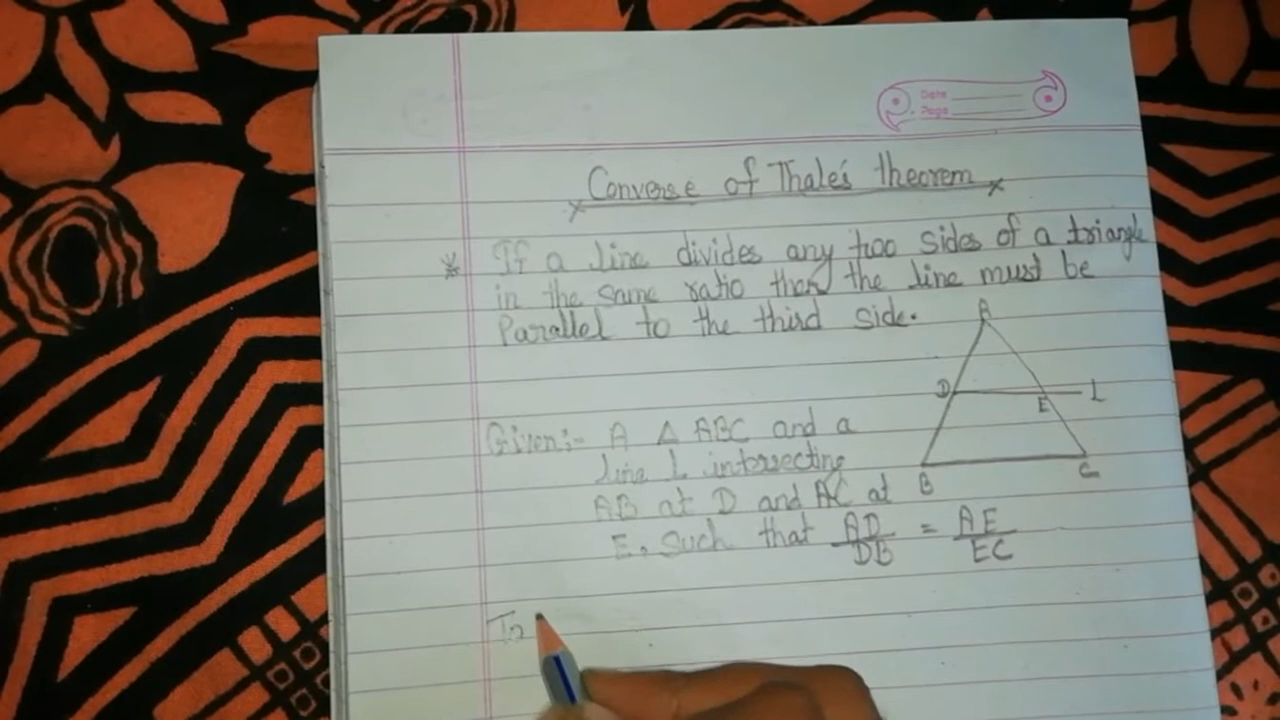 Date
Page
Converse of Thale's theorem
If a line divides any two sides of a triangle
in the same ratio then the line must be
Parallel to the third side.
A
D
E
L
B
C
Given:- A Δ ABC and a
line L intersecting
AB at D and AC at
E. Such that AD/DB = AE/EC
To